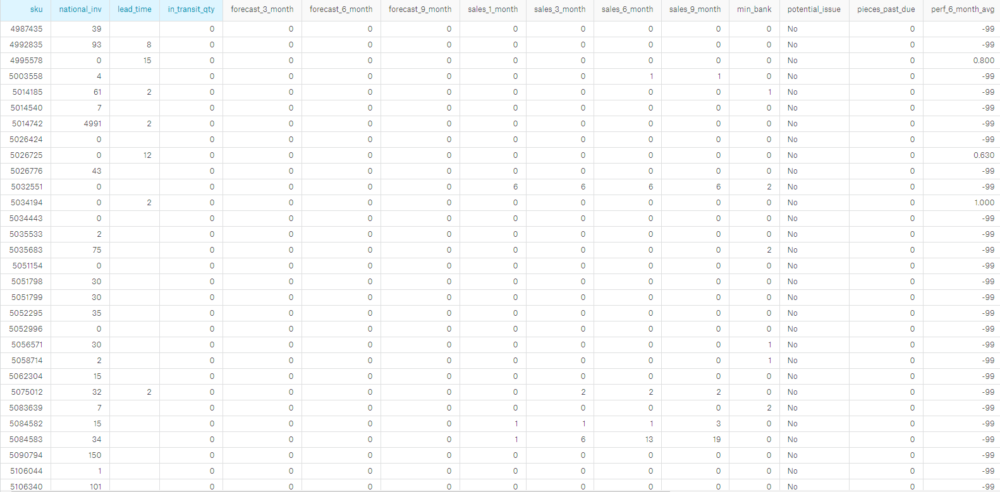 sku national_inv lead_time in_transit_qty forecast_3_month forecast_6_month forecast_9_month sales_1_month sales_3_month sales_6_month sales_9_month min_bank potential_issue pieces_past_due perf_6_month_avg
4987435 39 0 0 0 0 0 0 0 0 0 No 0 -99
4992835 93 8 0 0 0 0 0 0 0 0 0 No 0 -99
4995578 0 15 0 0 0 0 0 0 0 0 0 No 0 0.800
5003558 4 0 0 0 0 0 0 1 1 0 No 0 -99
5014185 61 2 0 0 0 0 0 0 0 0 1 No 0 -99
5014540 7 0 0 0 0 0 0 0 0 0 No 0 -99
5014742 4991 2 0 0 0 0 0 0 0 0 0 No 0 -99
5026424 0 0 0 0 0 0 0 0 0 0 No 0 -99
5026725 0 12 0 0 0 0 0 0 0 0 0 No 0 0.630
5026776 43 0 0 0 0 0 0 0 0 0 No 0 -99
5032551 0 0 0 0 0 6 6 6 6 2 No 0 -99
5034194 0 2 0 0 0 0 0 0 0 0 0 No 0 1.000
5034443 0 0 0 0 0 0 0 0 0 0 No 0 -99
5035533 2 0 0 0 0 0 0 0 0 0 No 0 -99
5035683 75 0 0 0 0 0 0 0 0 2 No 0 -99
5051154 0 0 0 0 0 0 0 0 0 0 No 0 -99
5051798 30 0 0 0 0 0 0 0 0 0 No 0 -99
5051799 30 0 0 0 0 0 0 0 0 0 No 0 -99
5052295 35 0 0 0 0 0 0 0 0 0 No 0 -99
5052996 0 0 0 0 0 0 0 0 0 0 No 0 -99
5056571 30 0 0 0 0 0 0 0 0 1 No 0 -99
5058714 2 0 0 0 0 0 0 0 0 1 No 0 -99
5062304 15 0 0 0 0 0 0 0 0 0 No 0 -99
5075012 32 2 0 0 0 0 0 2 2 2 0 No 0 -99
5083639 7 0 0 0 0 0 0 0 0 2 No 0 -99
5084582 15 0 0 0 0 1 1 1 3 0 No 0 -99
5084583 34 0 0 0 0 1 6 13 19 0 No 0 -99
5090794 150 0 0 0 0 0 0 0 0 0 No 0 -99
5106044 1 0 0 0 0 0 0 0 0 0 No 0 -99
5106340 101 0 0 0 0 0 0 0 0 0 No 0 -99